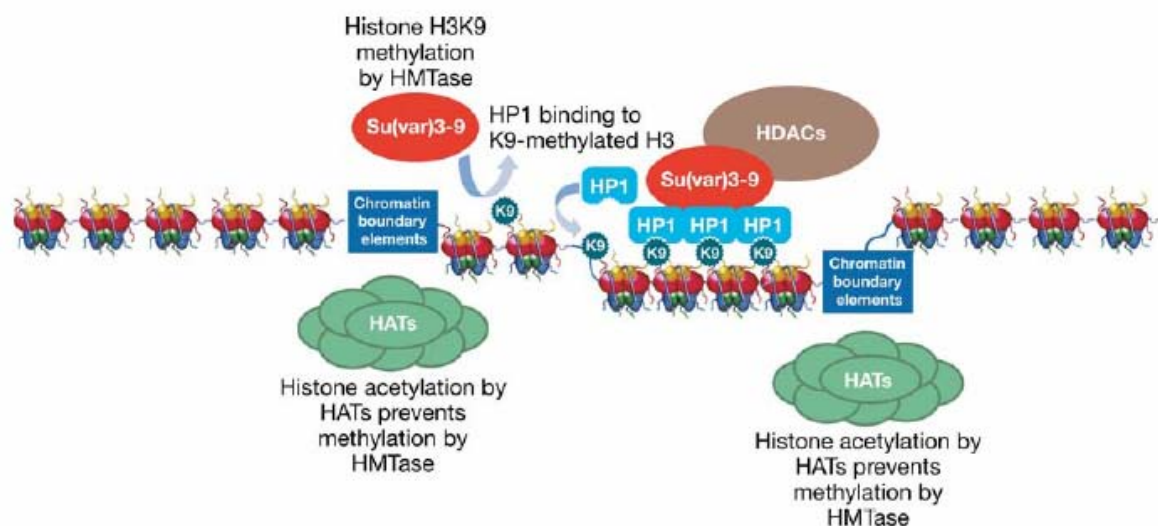 Histone H3K9
methylation
by HMTase
Su(var)3-9
HP1 binding to
K9-methylated H3
HDACs
Su(var)3-9
HP1
HP1 HP1 HP1
K9
K9
K9 K9 K9
Chromatin
boundary
elements
Chromatin
boundary
elements
HATs
Histone acetylation by
HATs prevents
methylation by
HMTase
HATs
Histone acetylation by
HATs prevents
methylation by
HMTase